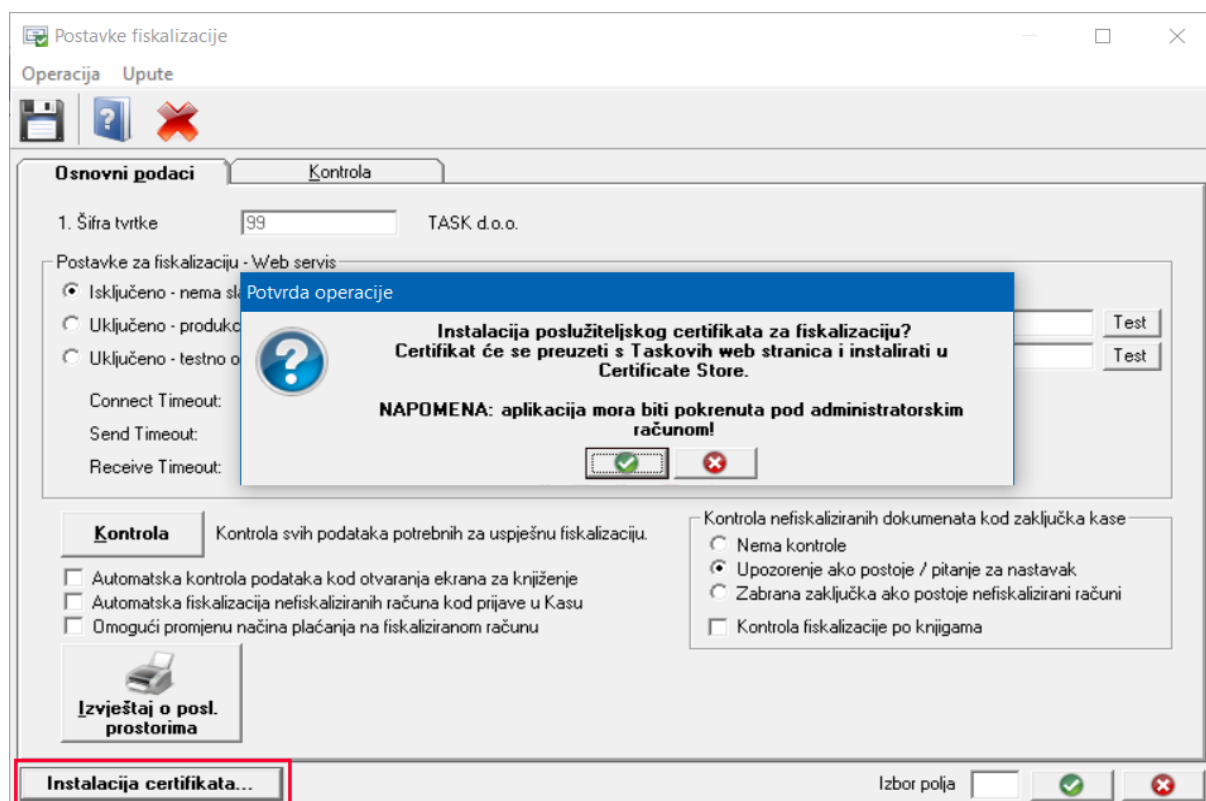 Postavke fiskalizacije
Operacija Upute
Osnovni podaci Kontrola
1. Šifra tvrtke 99 TASK d.o.o.
Postavke za fiskalizaciju - Web servis
Isključeno - nema
Potvrda operacije
Uključeno - Test
Uključeno - testno Test
Instalacija poslužiteljskog certifikata za fiskalizaciju?
Certifikat će se preuzeti s Taskovih web stranica i instalirati u
Certificate Store.
NAPOMENA: aplikacija mora biti pokrenuta pod administratorskim
računom!
Connect Timeout:
Send Timeout:
Receive Timeout:
Kontrola Kontrola svih podataka potrebnih za uspješnu fiskalizaciju.
Automatska kontrola podataka kod otvaranja ekrana za knjiženje
Automatska fiskalizacija nefiskaliziranih računa kod prijave u Kasu
Omogući promjenu načina plaćanja na fiskaliziranom računu
Kontrola nefiskaliziranih dokumenata kod zaključka kase
Nema kontrole
Upozorenje ako postoje / pitanje za nastavak
Zabrana zaključka ako postoje nefiskalizirani računi
Kontrola fiskalizacije po knjigama
Izvještaj o posl.
prostorima
Instalacija certifikata...
Izbor polja